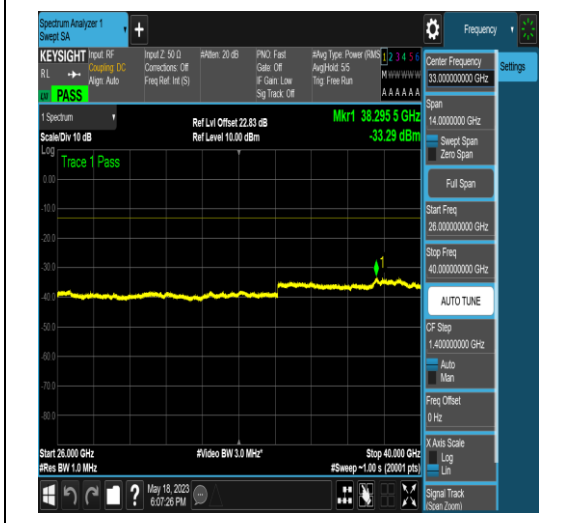 Spectrum Analyzer 1
Swept SA
+
Frequency
KEYSIGHT
RL
PASS
Input: RF
Coupling: DC
Align: Auto
Input Z: 50 Ω
Corrections: Off
Freq Ref: Int (S)
#Atten: 20 dB
PNO: Fast
Gate: Off
IF Gain: Low
Sig Track: Off
#Avg Type: Power (RMS
Avg|Hold: 5/5
Trig: Free Run
1 2 3 4 5 6
M W W W W W
A A A A A A
1 Spectrum
Scale/Div 10 dB
Log
Ref Lvl Offset 22.83 dB
Ref Level 10.00 dBm
Mkr1 38.295 5 GHz
-33.29 dBm
Trace 1 Pass
1
0.00
-10.0
-20.0
-30.0
-40.0
-50.0
-60.0
-70.0
-80.0
Start 26.000 GHz
#Res BW 1.0 MHz
#Video BW 3.0 MHz*
Stop 40.000 GHz
#Sweep ~1.00 s (20001 pts)
?
May 18, 2023
6:07:26 PM
Center Frequency
33.000000000 GHz
Span
14.0000000 GHz
Swept Span
Zero Span
Full Span
Start Freq
26.000000000 GHz
Stop Freq
40.000000000 GHz
AUTO TUNE
CF Step
1.400000000 GHz
Auto
Man
Freq Offset
0 Hz
X Axis Scale
Log
Lin
Signal Track
(Span Zoom)
Settings